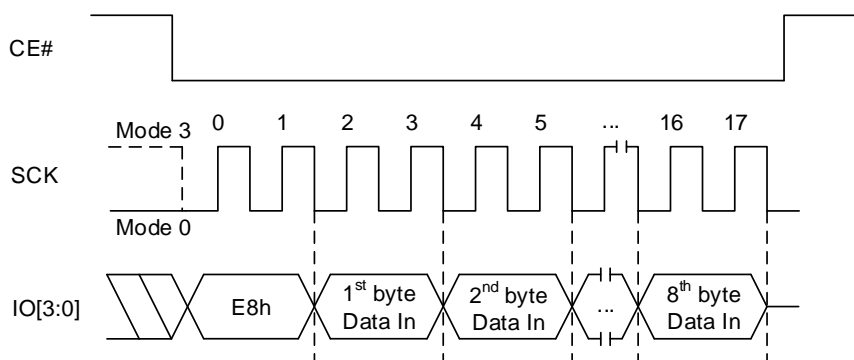 CE#
Mode 3 0 1 2 3 4 5 ... 16 17
SCK
Mode 0
IO[3:0] E8h 1st byte Data In 2nd byte Data In ... 8th byte Data In